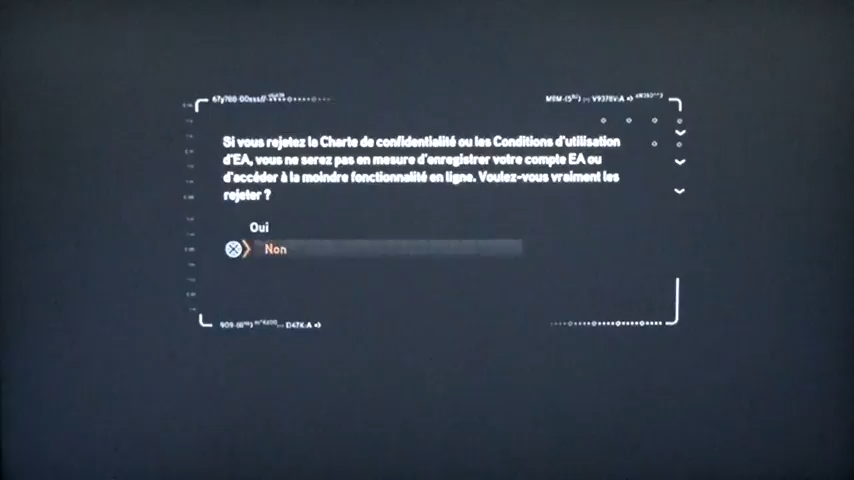 Si vous rejetez la Charte de confidentialité ou les Conditions d'utilisation
d'EA, vous ne serez pas en mesure d'enregistrer votre compte EA ou
d'accéder à la moindre fonctionnalité en ligne. Voulez-vous vraiment les
rejeter ?
Oui
Non